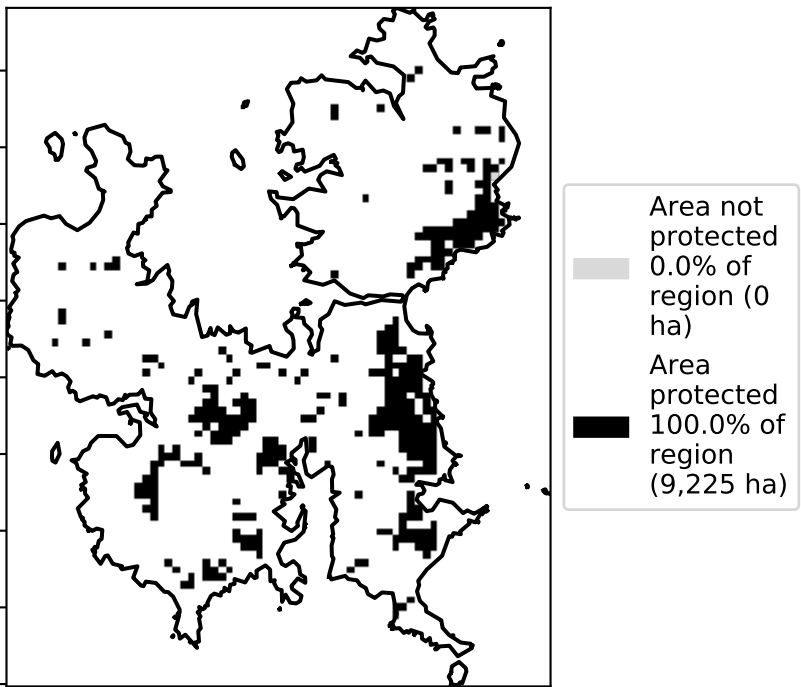 Area not
protected
0.0% of
region (0
ha)
Area
protected
100.0% of
region
(9,225 ha)